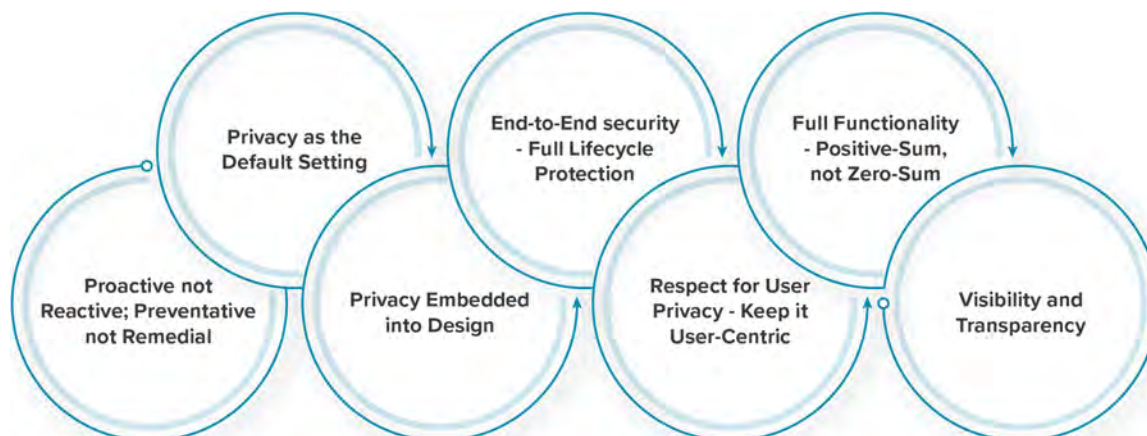 Proactive not
Reactive; Preventative
not Remedial
Privacy as the
Default Setting
Privacy Embedded
into Design
End-to-End security
- Full Lifecycle
Protection
Respect for User
Privacy - Keep it
User-Centric
Full Functionality
- Positive-Sum,
not Zero-Sum
Visibility and
Transparency